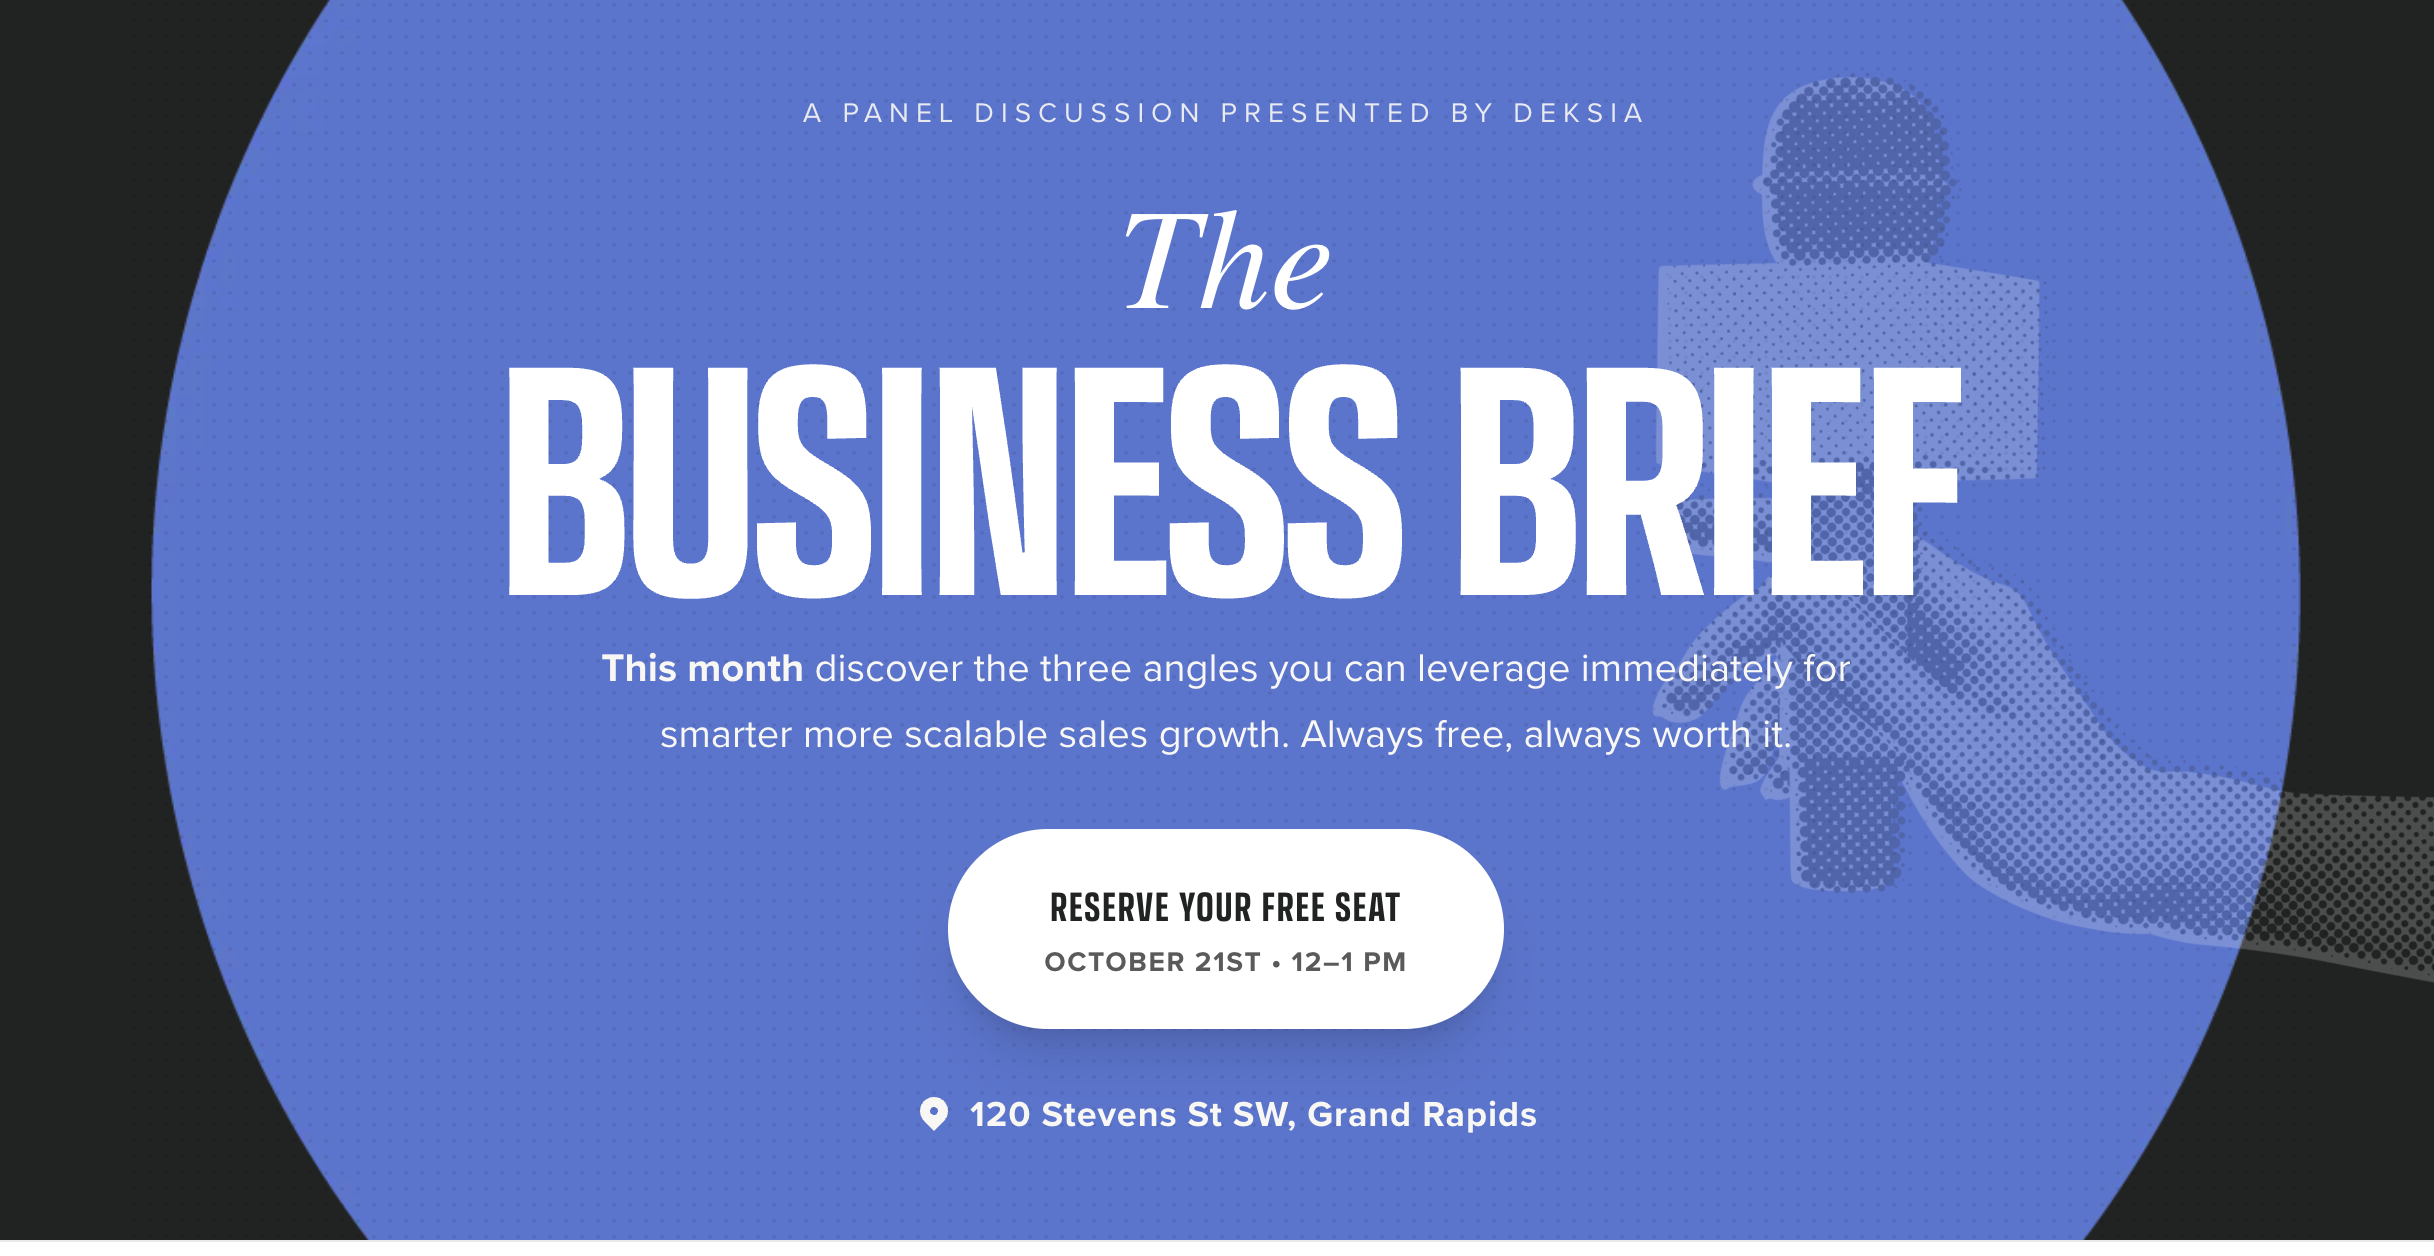 A PANEL DISCUSSION PRESENTED BY DEKSIA
The
BUSINESS BRIEF
This month discover the three angles you can leverage immediately for
smarter more scalable sales growth. Always free, always worth it.
RESERVE YOUR FREE SEAT
OCTOBER 21ST • 12–1 PM
120 Stevens St SW, Grand Rapids